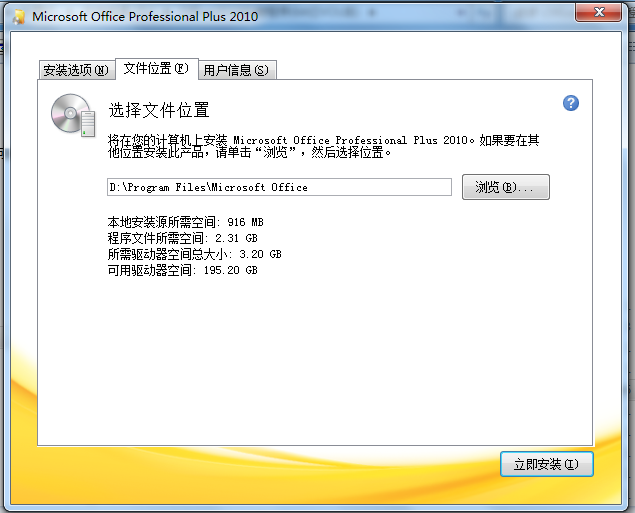 Microsoft Office Professional Plus 2010
安装选项(N) 文件位置(F) 用户信息(S)
选择文件位置
将在您的计算机上安装 Microsoft Office Professional Plus 2010。如果要在其
他位置安装此产品，请单击“浏览”，然后选择位置。
D:\Program Files\Microsoft Office 浏览(B)...
本地安装源所需空间: 916 MB
程序文件所需空间: 2.31 GB
所需驱动器空间总大小: 3.20 GB
可用驱动器空间: 195.20 GB
立即安装(I)